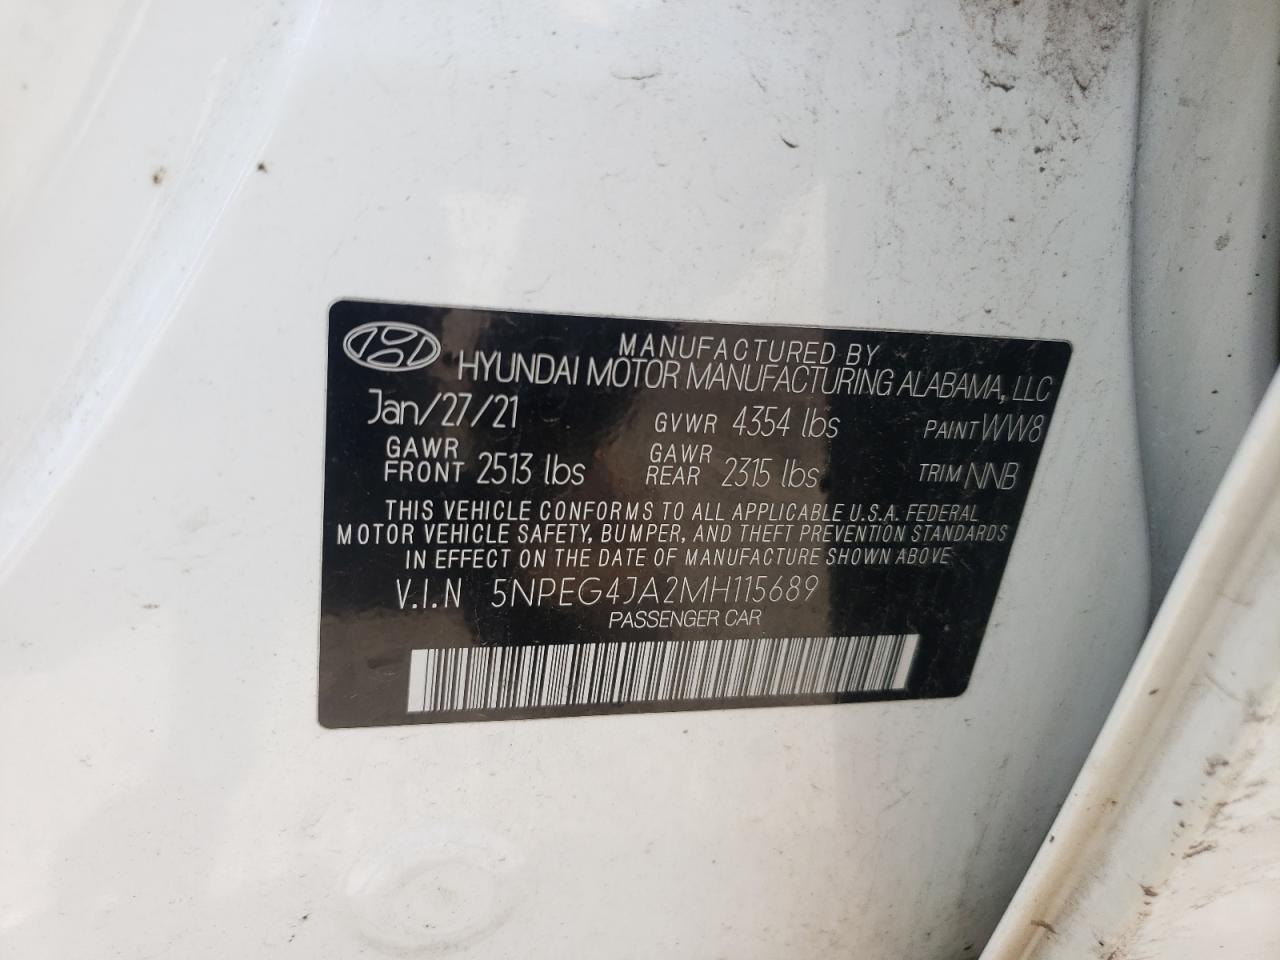 MANUFACTURED BY
HYUNDAI MOTOR MANUFACTURING ALABAMA, LLC
Jan/27/21 GVWR 4354 lbs PAINT WW8
GAWR FRONT 2513 lbs GAWR REAR 2315 lbs TRIM NNB
THIS VEHICLE CONFORMS TO ALL APPLICABLE U.S.A. FEDERAL
MOTOR VEHICLE SAFETY, BUMPER, AND THEFT PREVENTION STANDARDS
IN EFFECT ON THE DATE OF MANUFACTURE SHOWN ABOVE
V.I.N 5NPEG4JA2MH115689
PASSENGER CAR